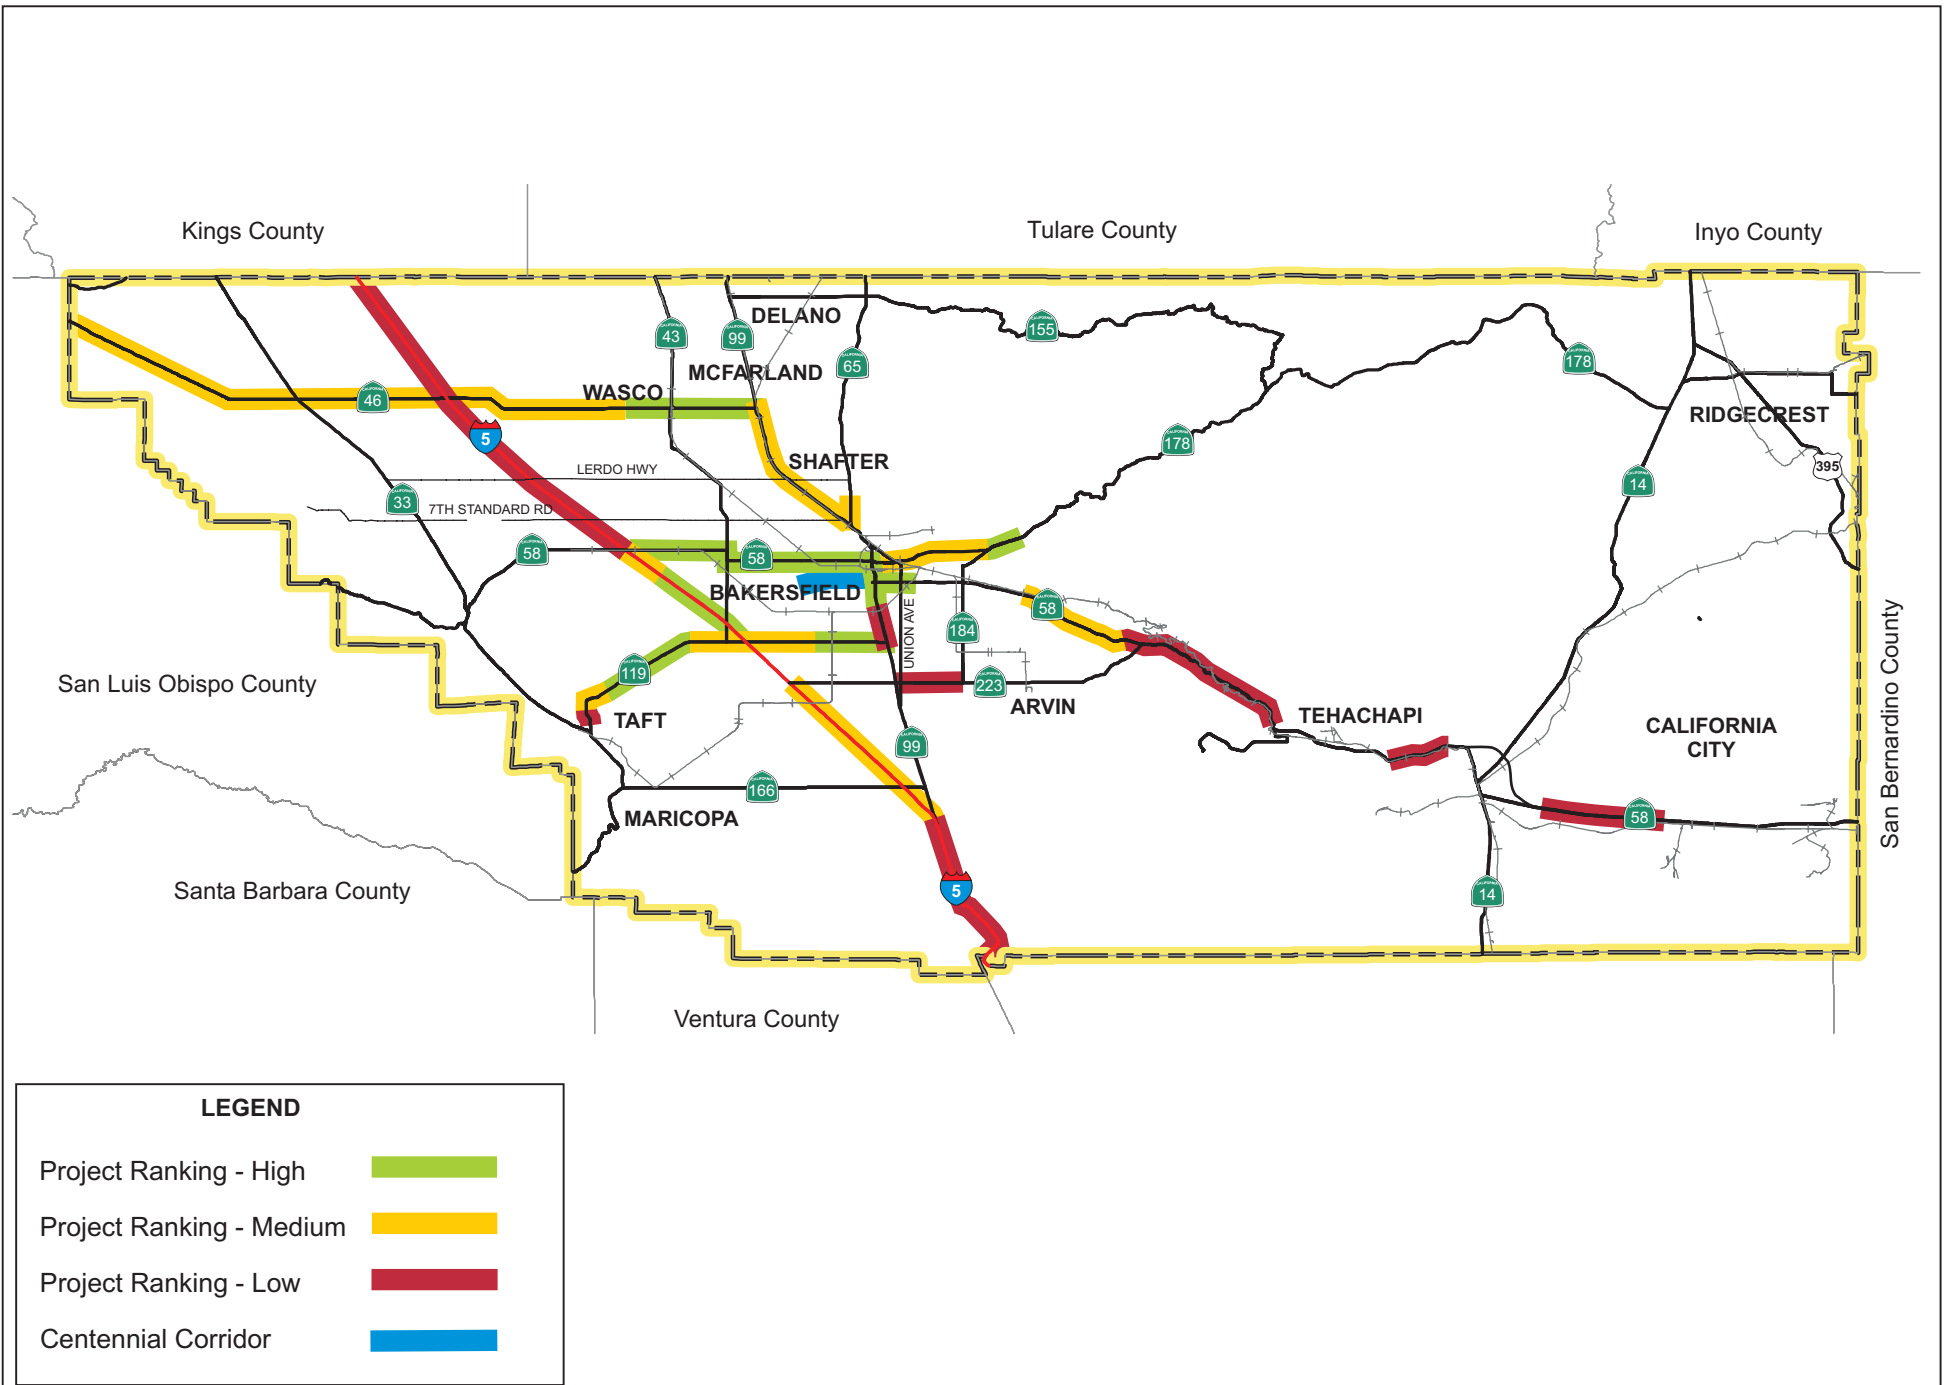 Kings County
Tulare County
Inyo County
DELANO
43
99
155
65
MCFARLAND
178
WASCO
46
RIDGECREST
5
178
SHAFTER
395
LERDO HWY
14
33
7TH STANDARD RD
58
58
BAKERSFIELD
58
UNION AVE
184
San Bernardino County
119
223
San Luis Obispo County
ARVIN
TAFT
TEHACHAPI
CALIFORNIA
CITY
99
166
MARICOPA
58
5
14
Santa Barbara County
Ventura County
LEGEND
Project Ranking - High
Project Ranking - Medium
Project Ranking - Low
Centennial Corridor